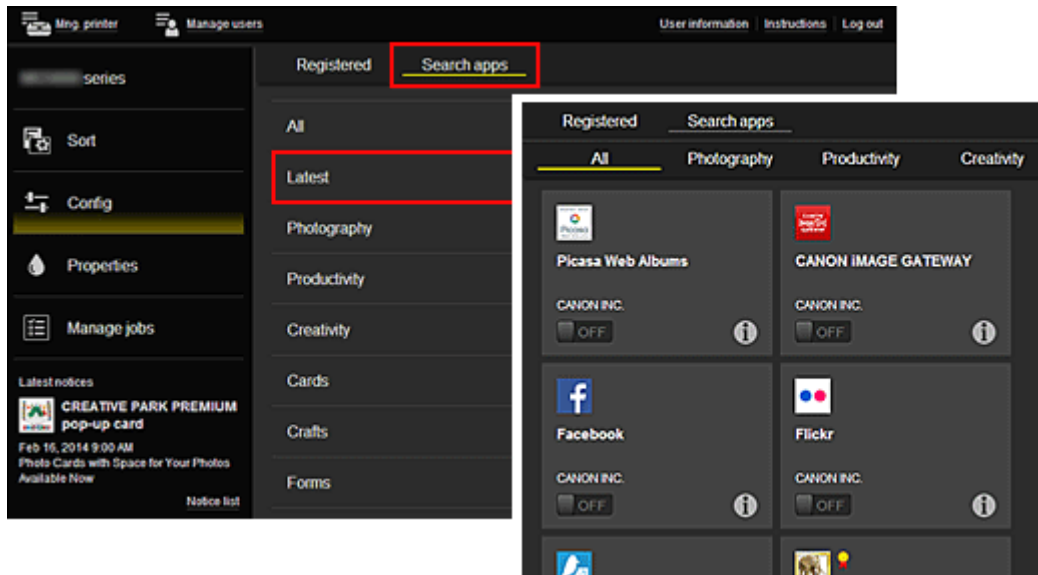 Mng. printer
Manage users
User information
Instructions
Log out
series
Sort
Config
Properties
Manage jobs
Latest notices
CREATIVE PARK PREMIUM
pop-up card
Feb 16, 2014 9:00 AM
Photo Cards with Space for Your Photos
Available Now
Notice list
Registered
Search apps
All
Latest
Photography
Productivity
Creativity
Cards
Crafts
Forms
Registered
Search apps
All
Photography
Productivity
Creativity
Picasa
Picasa Web Albums
CANON INC.
OFF
CANON IMAGE GATEWAY
CANON INC.
OFF
Facebook
CANON INC.
OFF
Flickr
CANON INC.
OFF